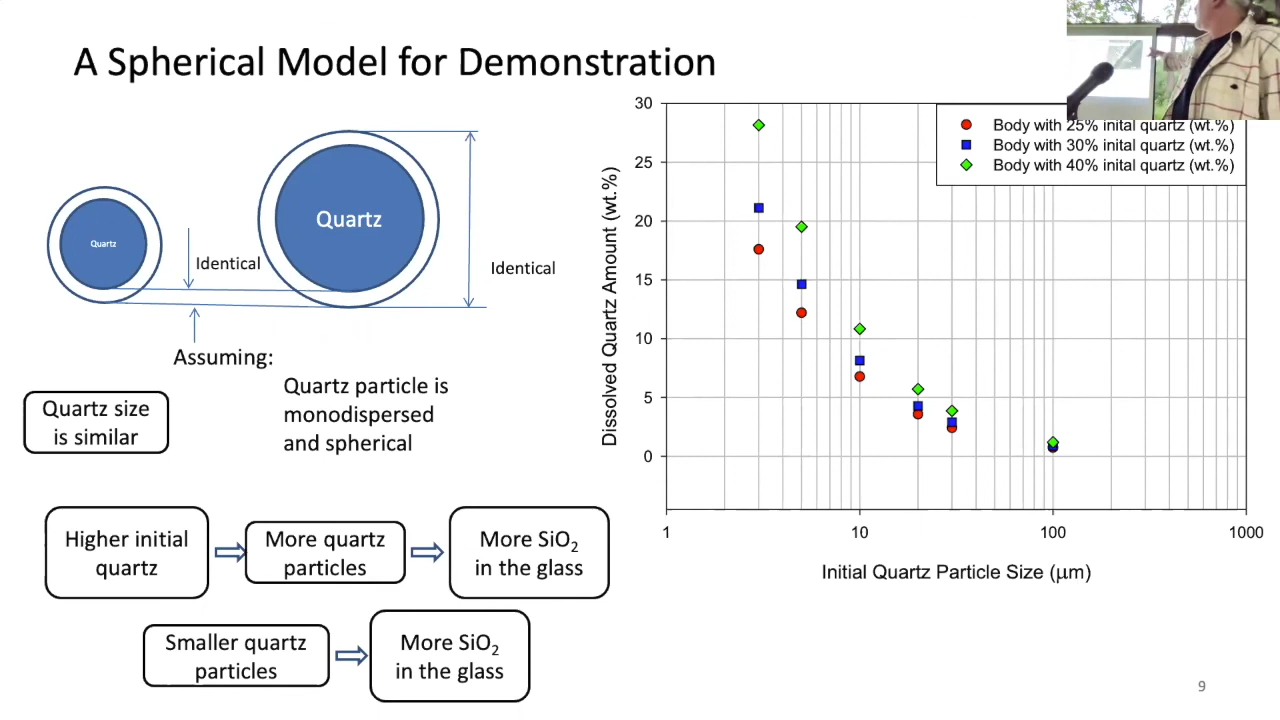 A Spherical Model for Demonstration
Quartz
Quartz
Identical
Identical
Assuming:
Quartz particle is
monodispersed
and spherical
Quartz size
is similar
Higher initial
quartz
More quartz
particles
More SiO₂
in the glass
Smaller quartz
particles
More SiO₂
in the glass
Body with 25% inital quartz (wt.%)
Body with 30% inital quartz (wt.%)
Body with 40% inital quartz (wt.%)
Dissolved Quartz Amount (wt.%)
30
25
20
15
10
5
0
1
10
100
1000
Initial Quartz Particle Size (μm)
9